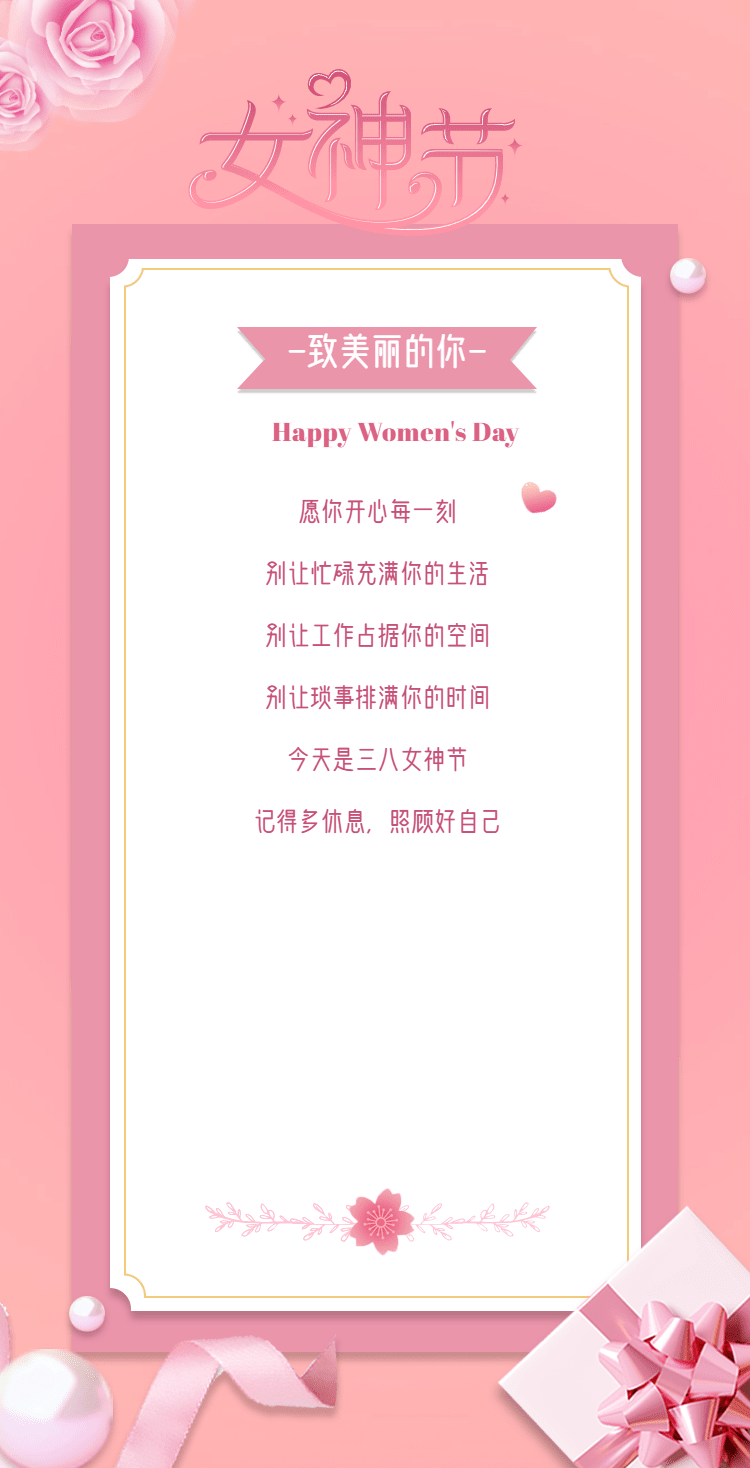 女神节
-致美丽的你-
Happy Women's Day
愿你开心每一刻
别让忙碌充满你的生活
别让工作占据你的空间
别让琐事排满你的时间
今天是三八女神节
记得多休息，照顾好自己